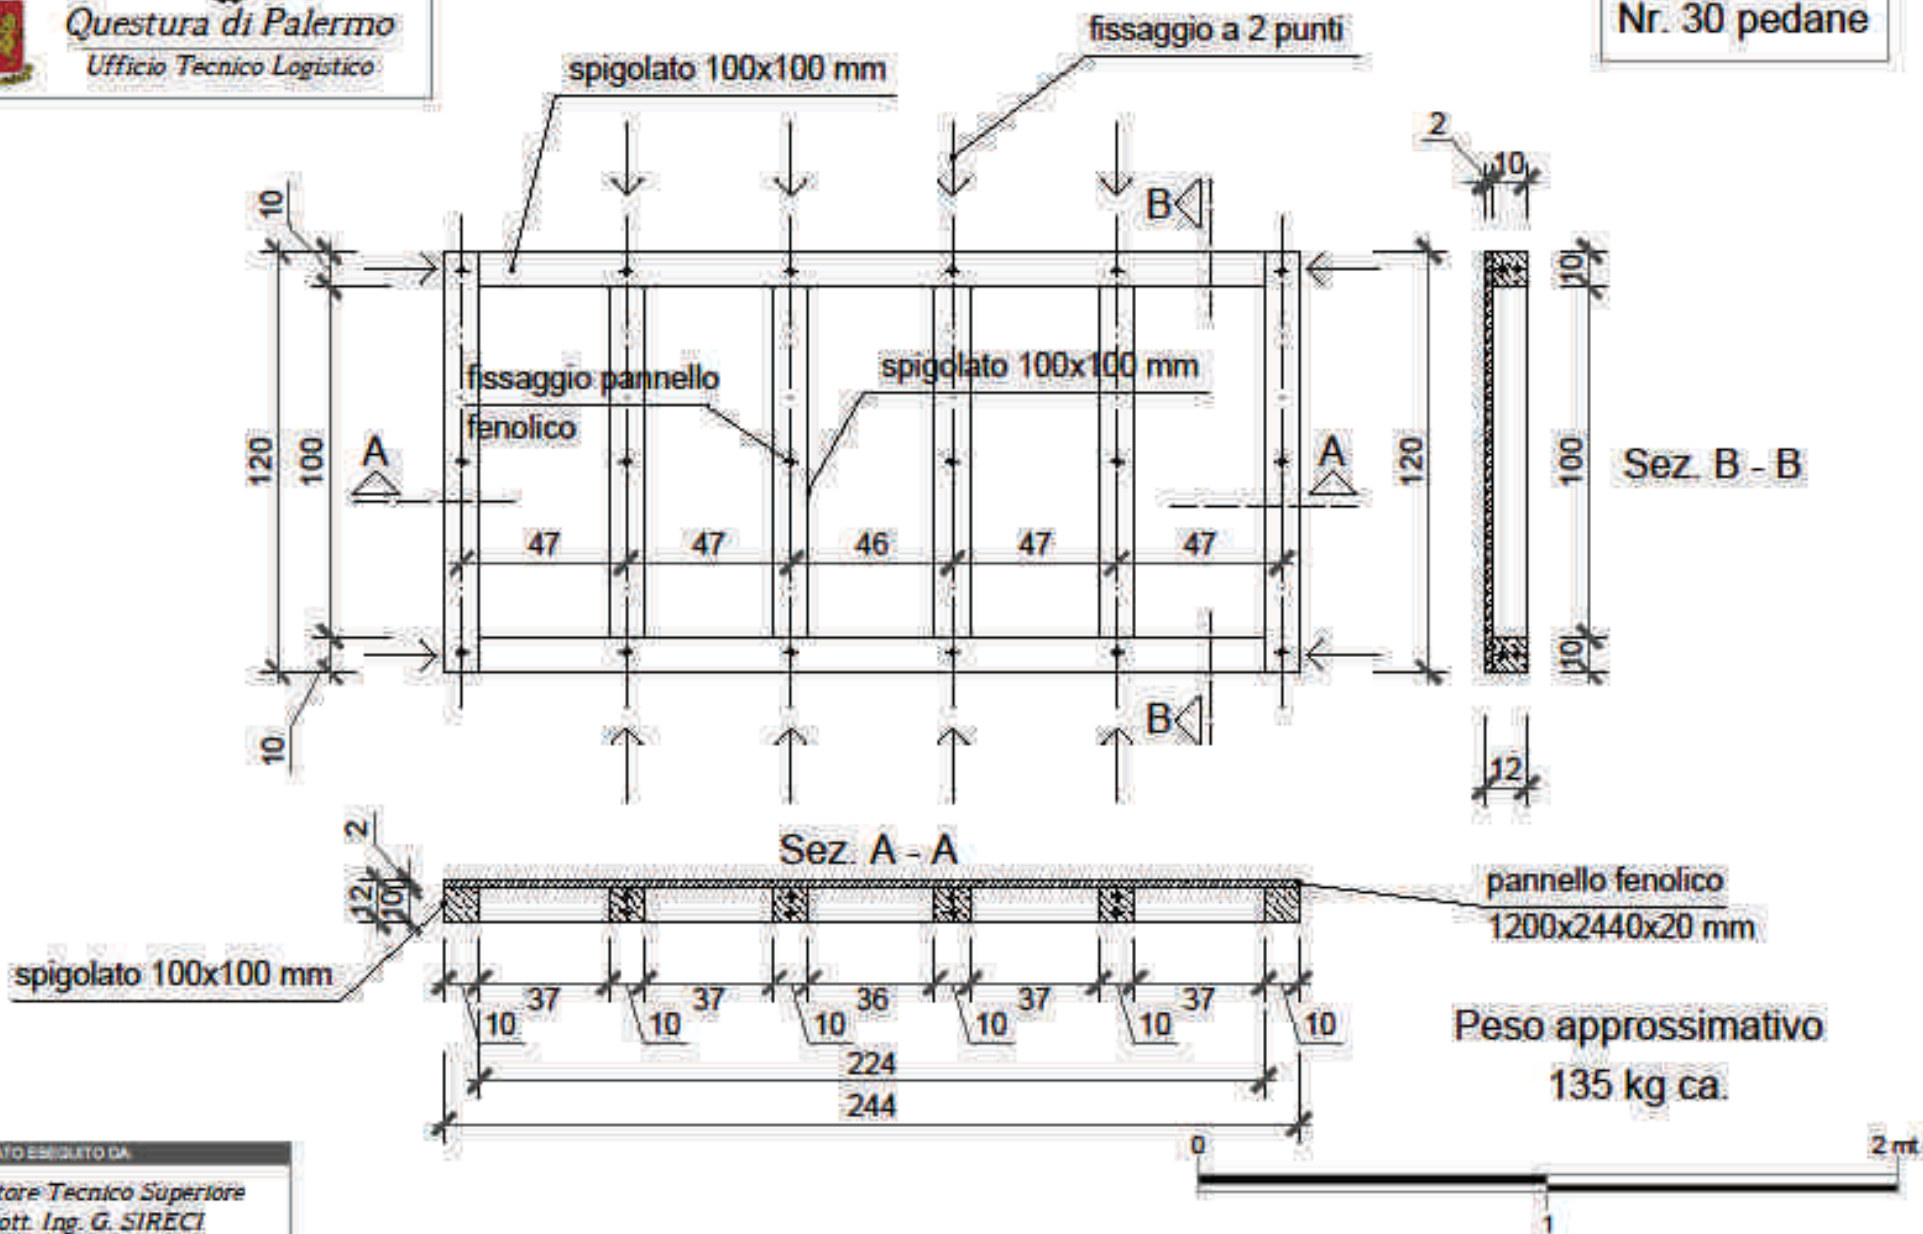 Questura di Palermo
Ufficio Tecnico Logistico
Nr. 30 pedane
fissaggio a 2 punti
spigolato 100x100 mm
2
10
10
B
10
fissaggio pannello
fenolico
spigolato 100x100 mm
120
100
A
A
120
100
Sez. B - B
47
47
46
47
47
10
10
B
12
2
12
10
Sez. A - A
pannello fenolico
1200x2440x20 mm
spigolato 100x100 mm
37
37
36
37
37
10
10
10
10
10
10
224
244
Peso approssimativo
135 kg ca.
0
2 mt.
1
ESEGUITO DA
Tecnico Superiore
Ing. G. SIRECI